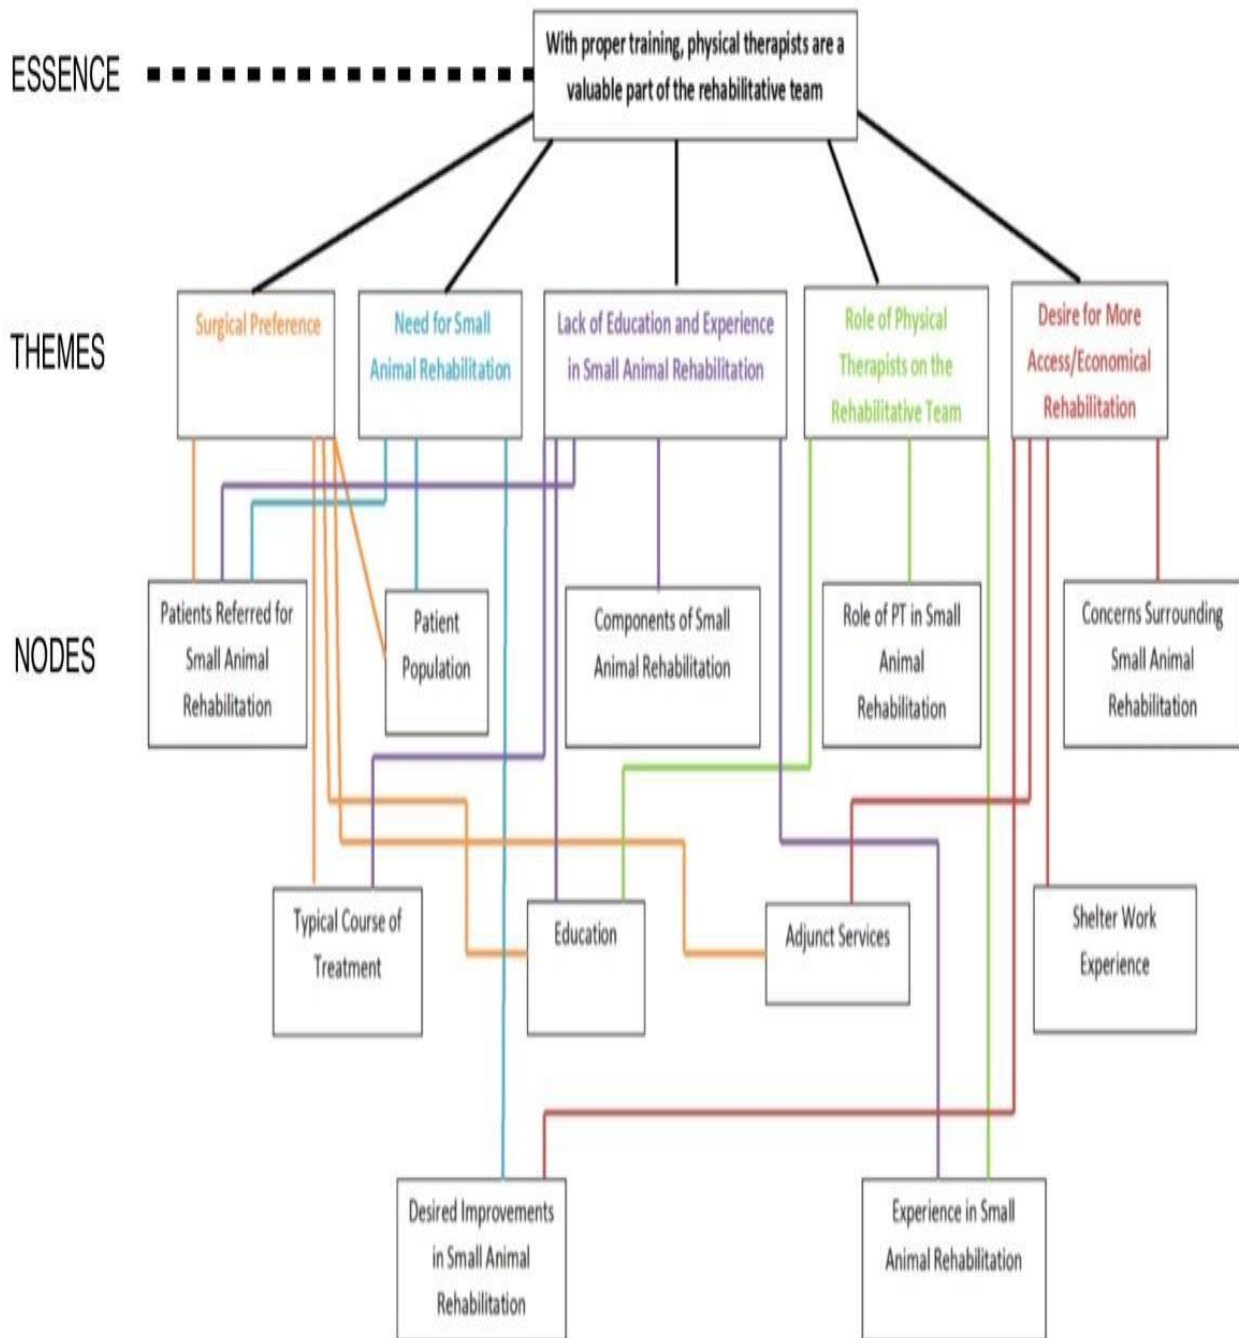 With proper training, physical therapists are a
valuable part of the rehabilitative team
ESSENCE
Surgical Preference
Need for Small
Animal Rehabilitation
Lack of Education and Experience
in Small Animal Rehabilitation
Role of Physical
Therapists on the
Rehabilitative Team
Desire for More
Access/Economical
Rehabilitation
THEMES
NODES
Patients Referred for
Small Animal
Rehabilitation
Patient
Population
Components of Small
Animal Rehabilitation
Role of PT in Small
Animal
Rehabilitation
Concerns Surrounding
Small Animal
Rehabilitation
Typical Course of
Treatment
Education
Adjunct Services
Shelter Work
Experience
Desired Improvements
in Small Animal
Rehabilitation
Experience in Small
Animal Rehabilitation